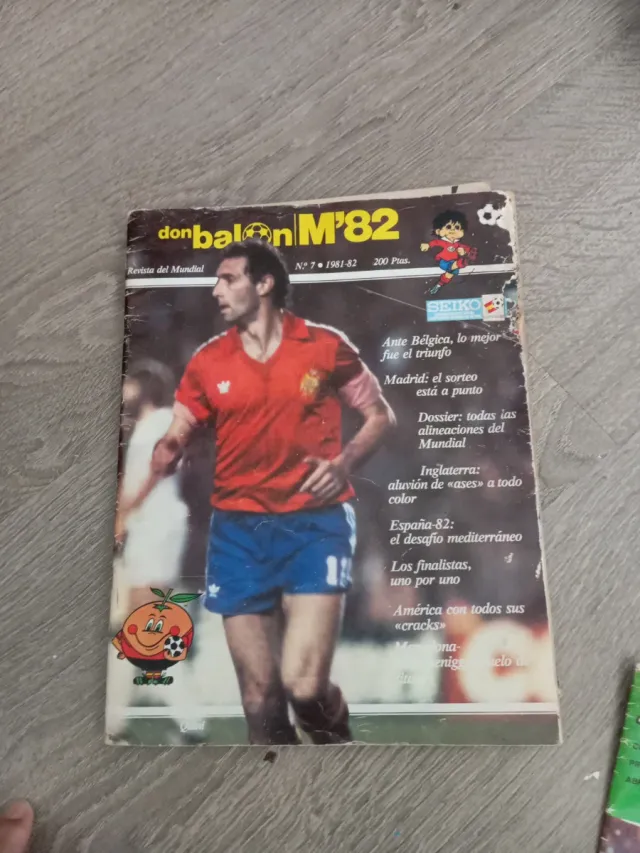 don balón M'82
Revista del Mundial
N.º 7 • 1981-82
200 Ptas.
SEIKO
Ante Bélgica, lo mejor
fue el triunfo
Madrid: el sorteo
está a punto
Dossier: todas las
alineaciones del
Mundial
Inglaterra:
aluvión de «ases» a todo
color
España-82:
el desafío mediterráneo
Los finalistas,
uno por uno
América con todos sus
«cracks»